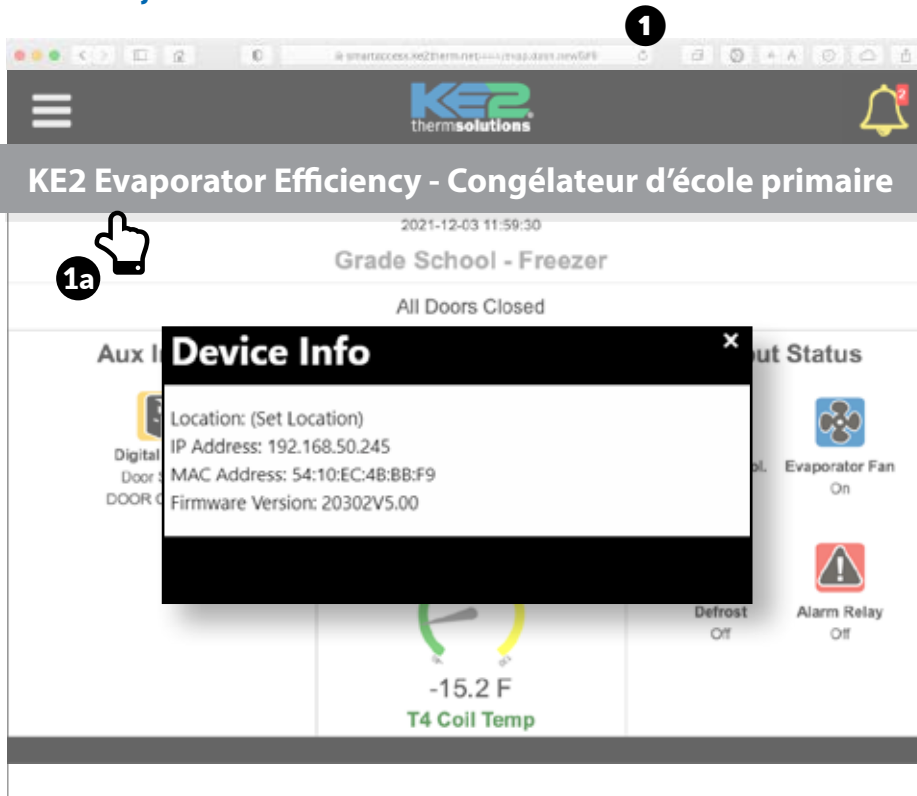 1
KE2
thermsolutions
2
KE2 Evaporator Efficiency - Congélateur d'école primaire
2021-12-03 11:59:30
1a
Grade School - Freezer
All Doors Closed
Aux I
Device Info
×
ut Status
Location: (Set Location)
IP Address: 192.168.50.245
MAC Address: 54:10:EC:4B:BB:F9
Firmware Version: 20302V5.00
Digital
Door
DOOR
ol.
Evaporator Fan
On
Defrost
Off
Alarm Relay
Off
-15.2 F
T4 Coil Temp